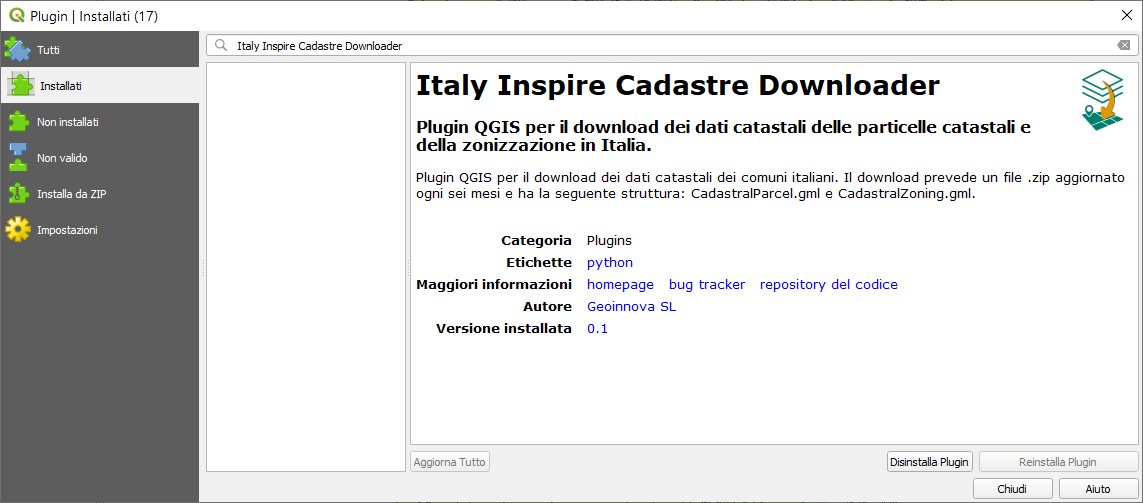 Plugin | Installati (17)
Tutti
Installati
Non installati
Non valido
Installa da ZIP
Impostazioni
Italy Inspire Cadastre Downloader
Italy Inspire Cadastre Downloader
Plugin QGIS per il download dei dati catastali delle particelle catastali e
della zonizzazione in Italia.
Plugin QGIS per il download dei dati catastali dei comuni italiani. Il download prevede un file .zip aggiornato
ogni sei mesi e ha la seguente struttura: CadastralParcel.gml e CadastralZoning.gml.
Categoria Plugins
Etichette python
Maggiori informazioni homepage bug tracker repository del codice
Autore Geoinnova SL
Versione installata 0.1
Aggiorna Tutto Disinstalla Plugin Reinstalla Plugin
Chiudi Aiuto